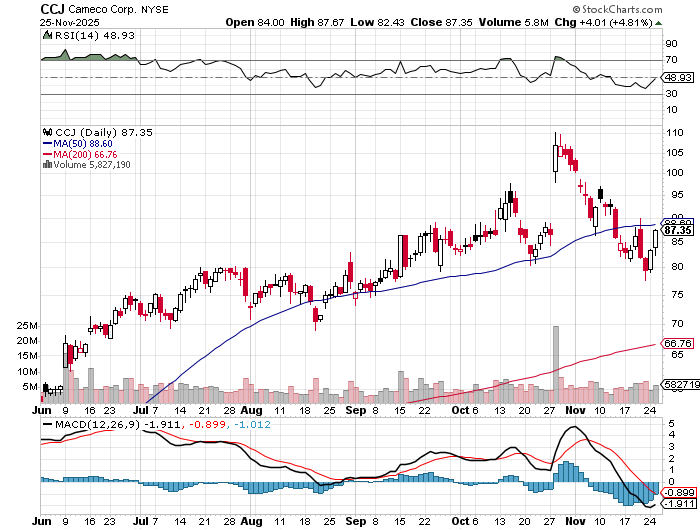 CCJ Cameco Corp. NYSE © StockCharts.com
25-Nov-2025 Open 84.00 High 87.67 Low 82.43 Close 87.35 Volume 5.8M Chg +4.01 (+4.81%)
RSI(14) 48.93
90
70
50
48.93
30
10
CCJ (Daily) 87.35
MA(50) 88.60
MA(200) 66.76
Volume 5,827,190
110
105
100
95
90
88.60
87.35
85
80
75
70
66.76
65
5827190
25M
20M
15M
10M
5M
Jun 9 16 23 Jul 7 14 21 28 Aug 11 18 25 Sep 8 15 22 Oct 6 13 20 27 Nov 10 17 24
MACD(12,26,9) -1.911, -0.899, -1.012
5
4
3
2
1
0
-0.899
-1.911
Jun 9 16 23 Jul 7 14 21 28 Aug 11 18 25 Sep 8 15 22 Oct 6 13 20 27 Nov 10 17 24